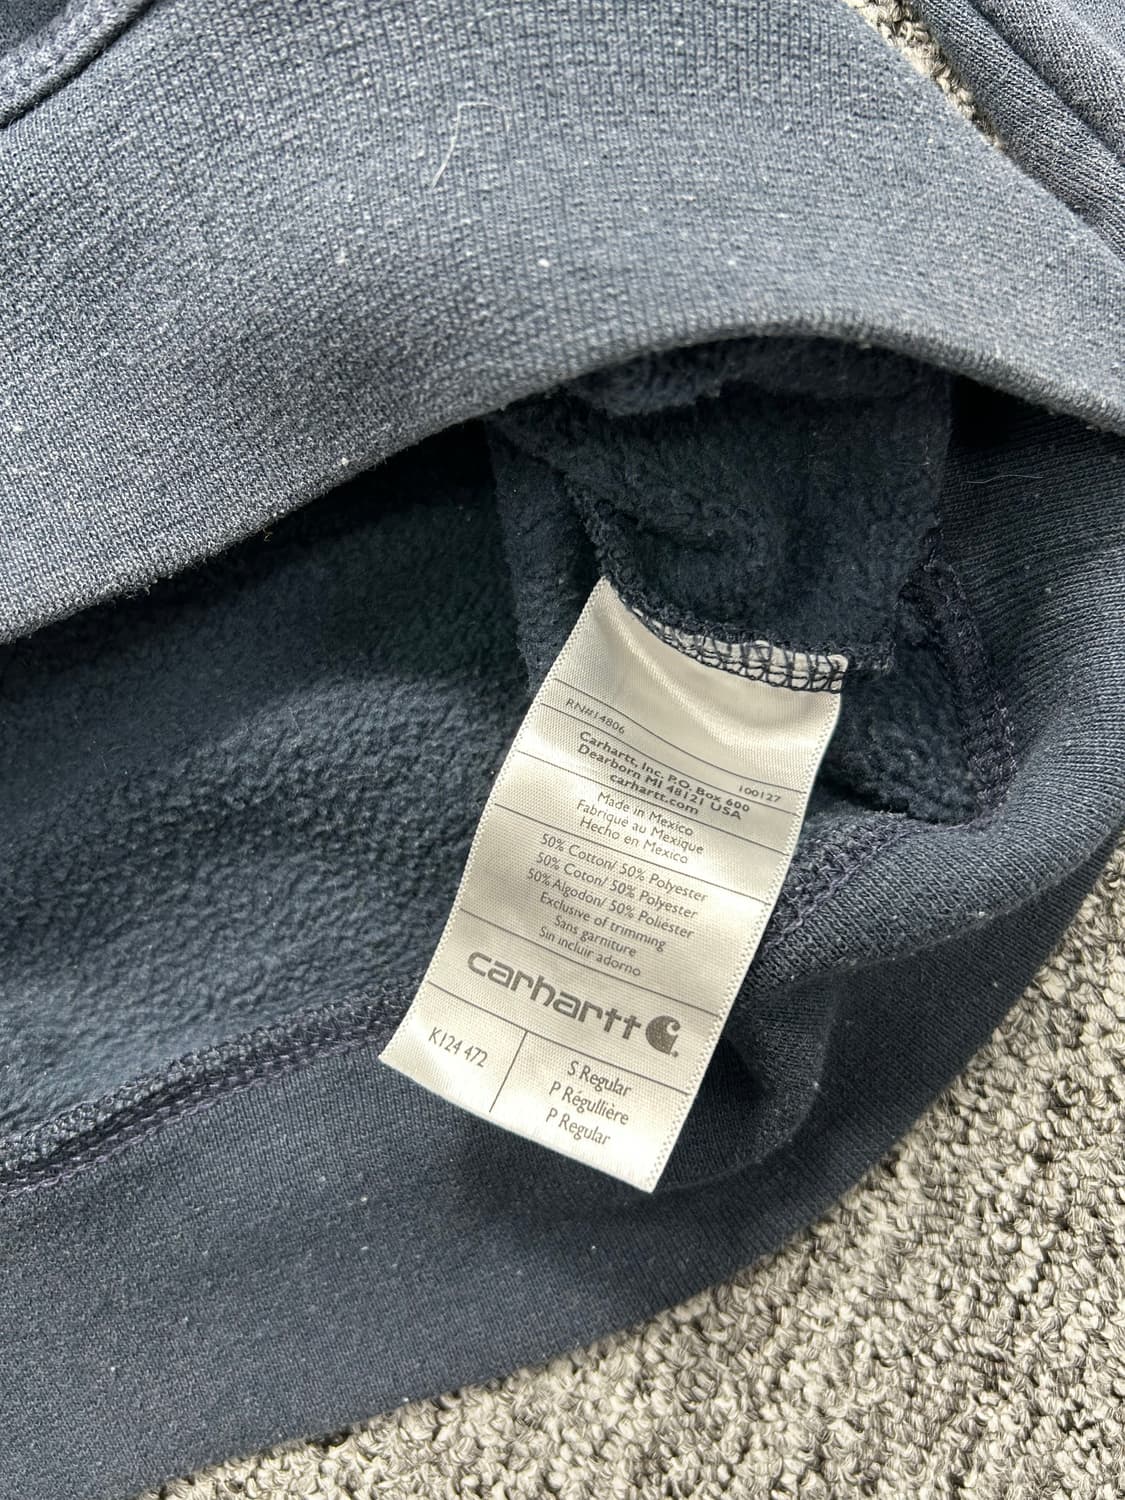 RN#14806
100127
Carhartt, Inc. P.O. Box 600
Dearborn MI 48121 USA
carhartt.com
Made in Mexico
Fabriqué au Mexique
Hecho en Mexico
50% Cotton/ 50% Polyester
50% Coton/ 50% Polyester
50% Algodón/ 50% Poliéster
Exclusive of trimming
Sans garniture
Sin incluir adorno
carhartt
K124 472
S Regular
P Régullière
P Regular